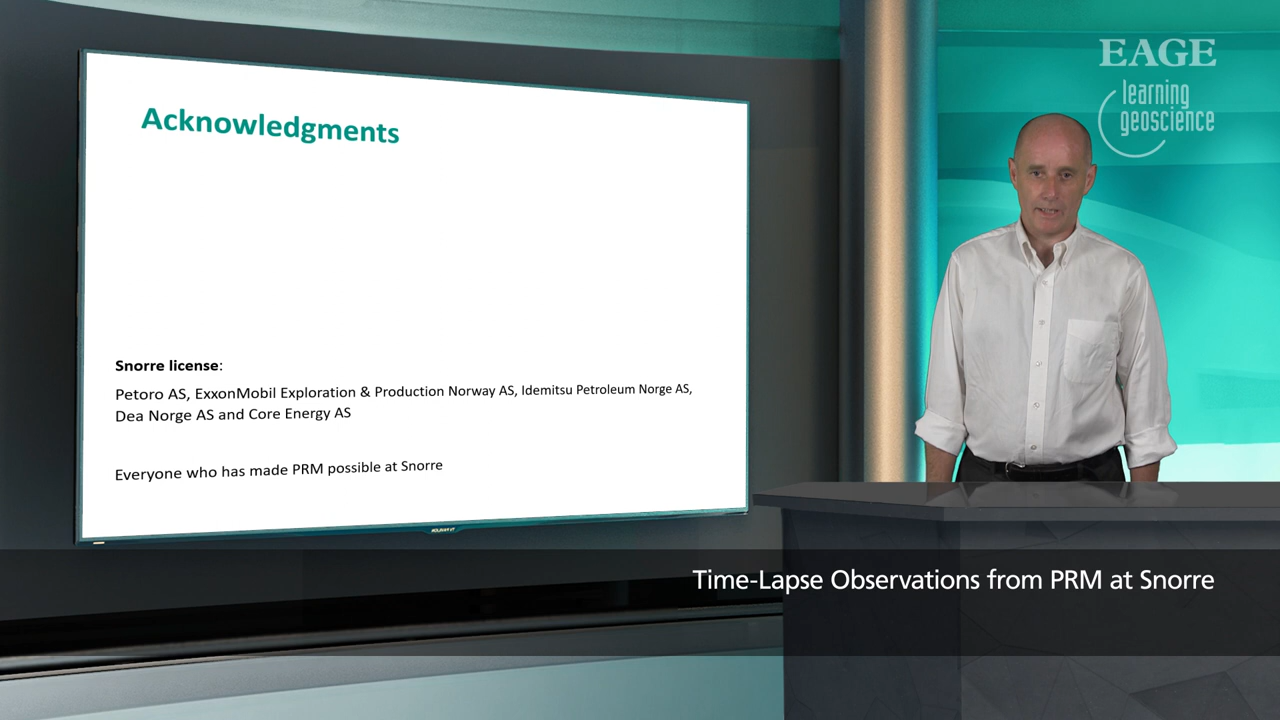 Acknowledgments
Snorre license:
Petoro AS, ExxonMobil Exploration & Production Norway AS, Idemitsu Petroleum Norge AS,
Dea Norge AS and Core Energy AS
Everyone who has made PRM possible at Snorre
EAGE
learning
geoscience
Time-Lapse Observations from PRM at Snorre